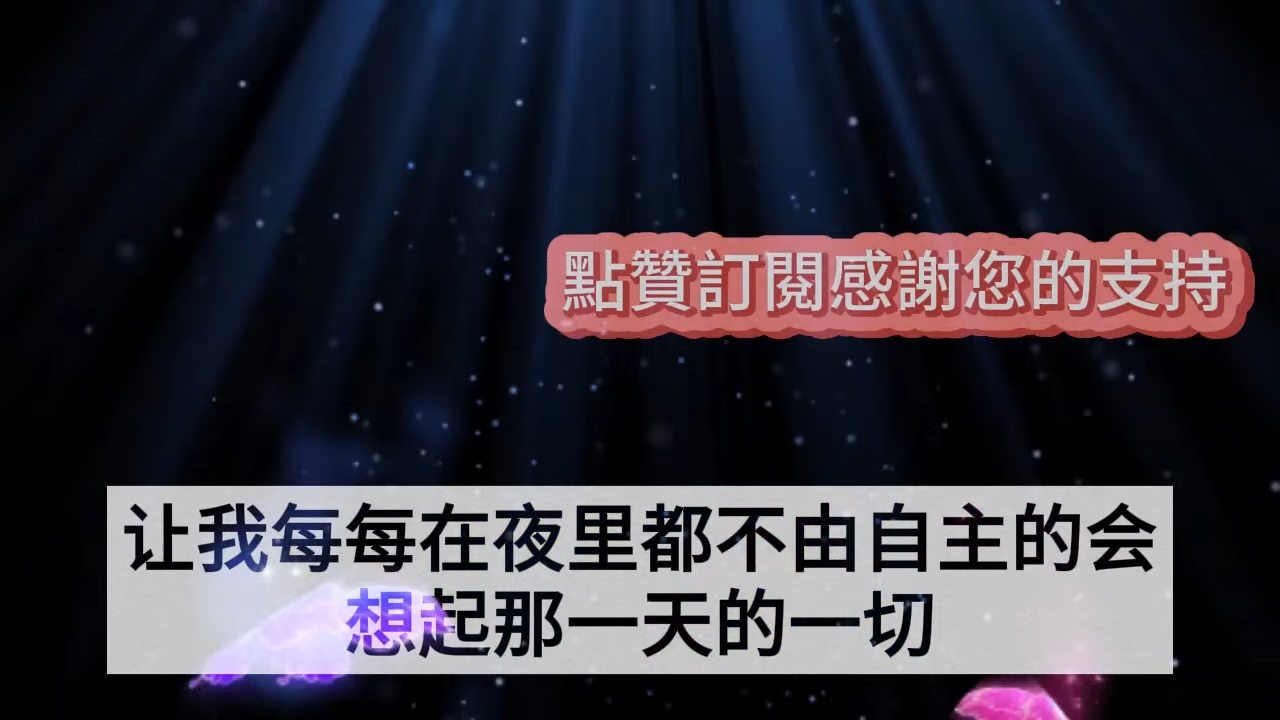 點贊訂閱感謝您的支持
让我每每在夜里都不由自主的会
想起那一天的一切